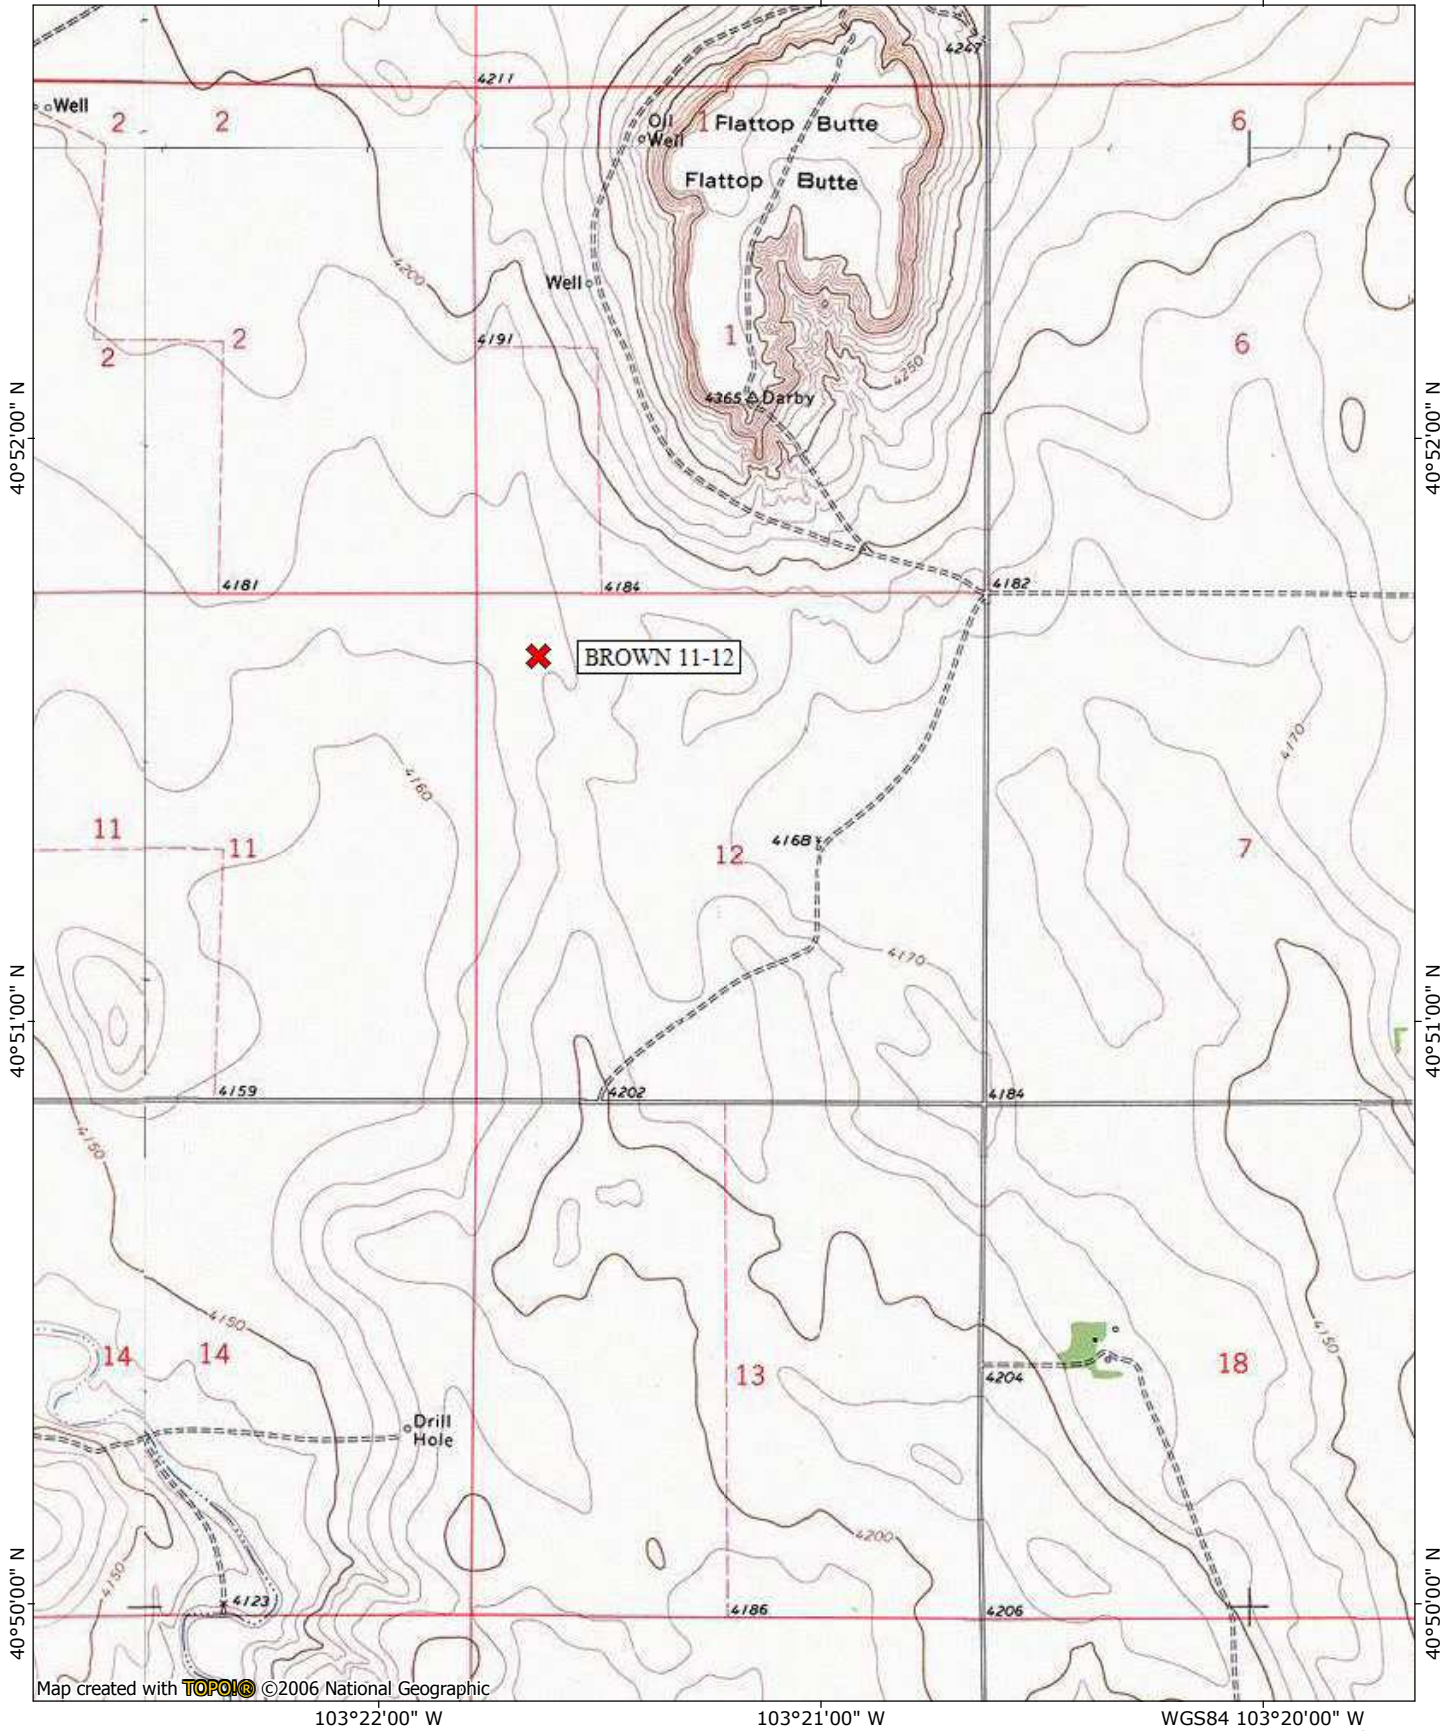 4247
4211
Well
2
2
Oil
Well
1
Flattop Butte
6
Flattop Butte
4200
Well
4191
2
2
1
6
4250
4365
Darby
40°52'00" N
40°52'00" N
4181
4184
4182
BROWN 11-12
4170
4160
11
11
4168
12
7
4170
40°51'00" N
40°51'00" N
4159
4202
4184
4150
4150
4150
14
14
13
4204
18
Drill
Hole
4200
4150
40°50'00" N
40°50'00" N
4123
4186
4206
Map created with TOPO!® ©2006 National Geographic
103°22'00" W
103°21'00" W
WGS84 103°20'00" W